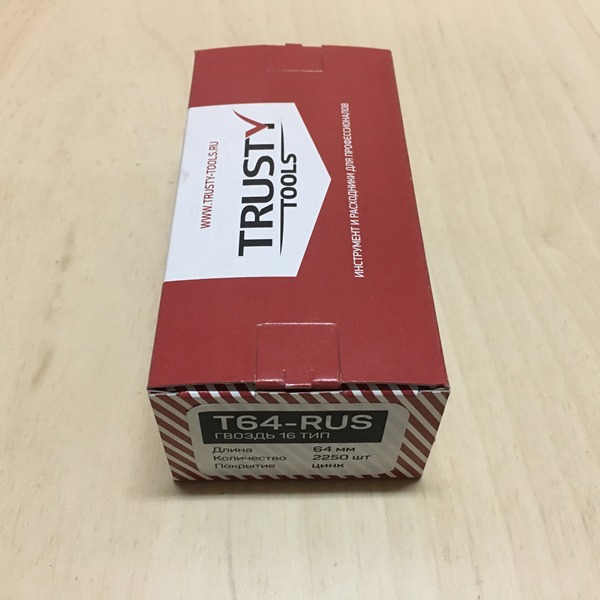 WWW.TRUSTY-TOOLS.RU
TRUSTY
TOOLS
ИНСТРУМЕНТ И РАСХОДНИКИ ДЛЯ ПРОФЕССИОНАЛОВ
T64-RUS
ГВОЗДЬ 16 ТИП
Длина 64 мм
Количество 2250 шт
Покрытие цинк